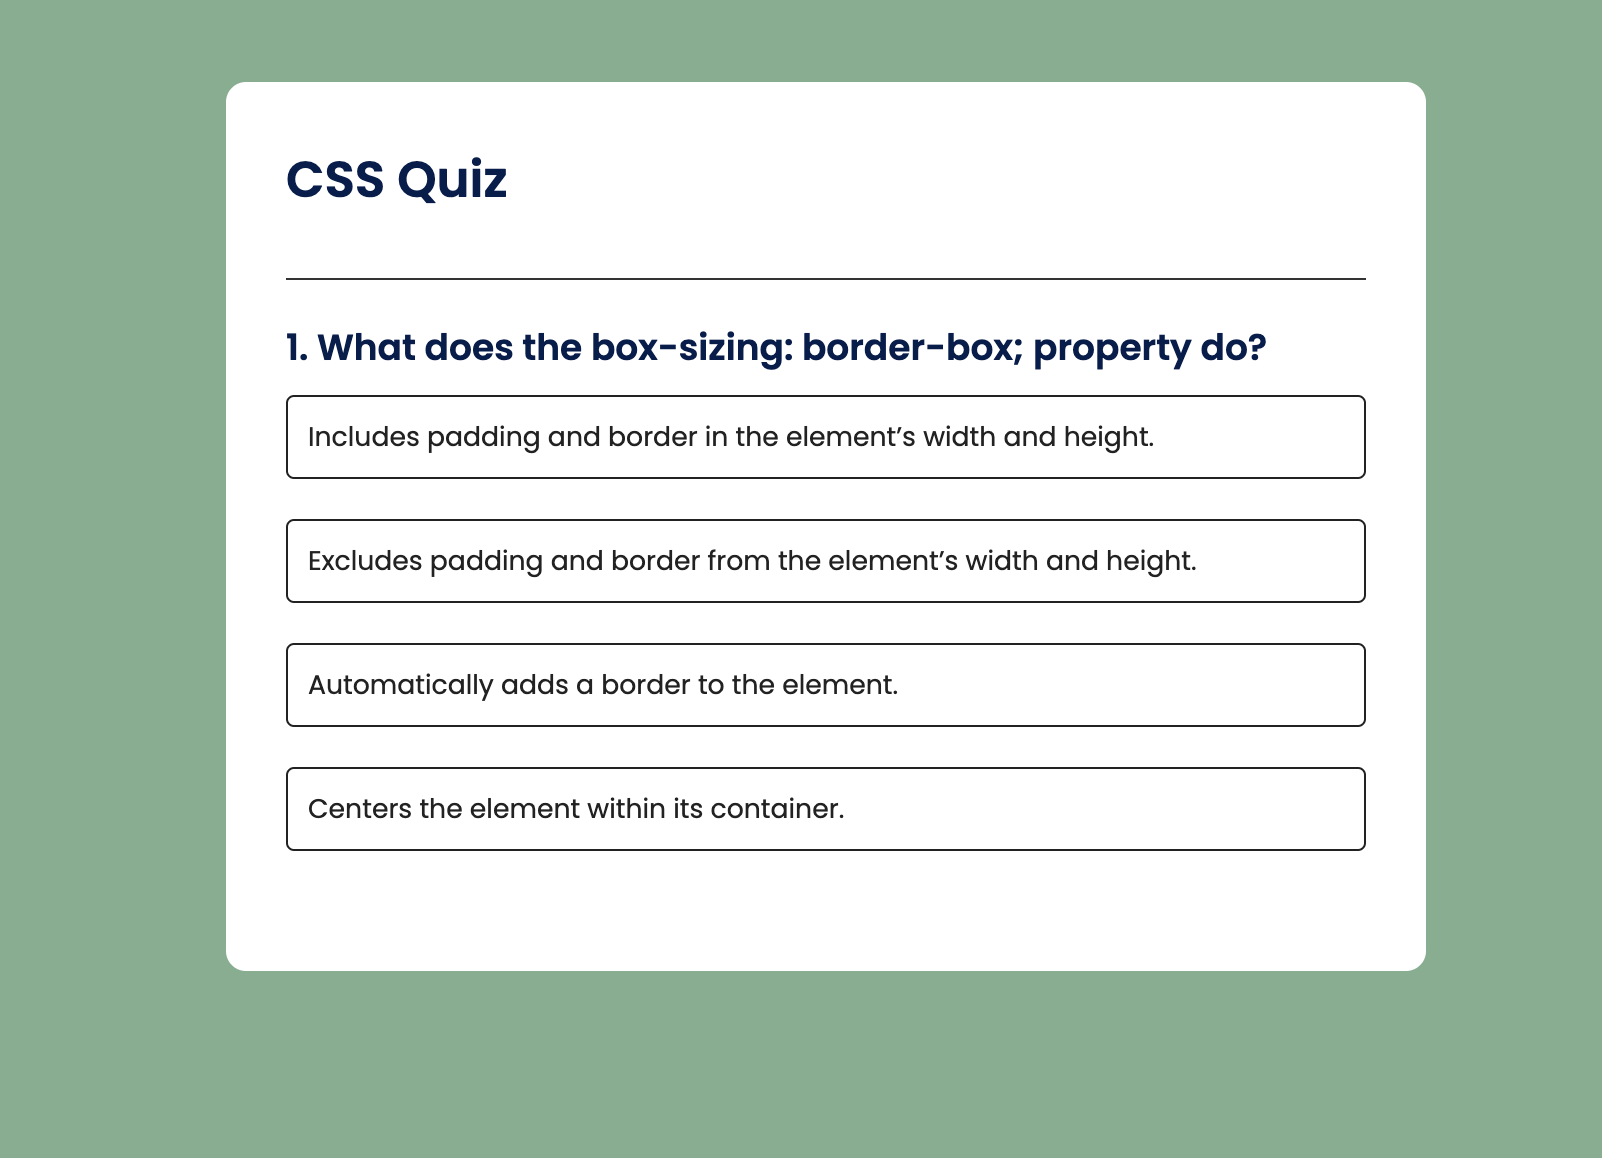 CSS Quiz
1. What does the box-sizing: border-box; property do?
Includes padding and border in the element’s width and height.
Excludes padding and border from the element’s width and height.
Automatically adds a border to the element.
Centers the element within its container.